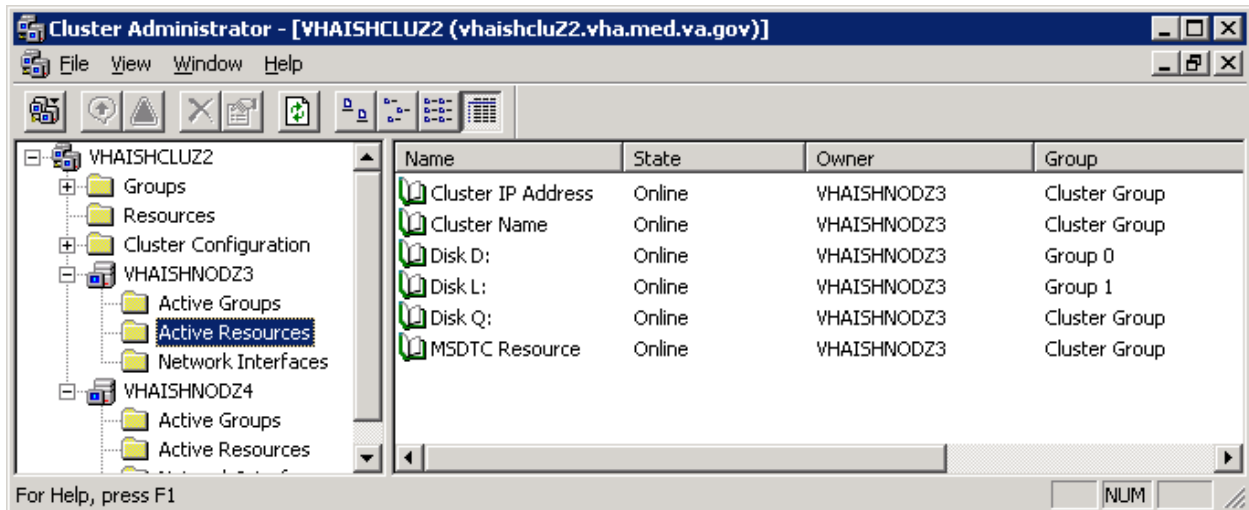 Cluster Administrator - [VHAISHCLUZ2 (vhaishcluZ2.vha.med.va.gov)]
File View Window Help
VHAISHCLUZ2
Groups
Resources
Cluster Configuration
VHAISHNODZ3
Active Groups
Active Resources
Network Interfaces
VHAISHNODZ4
Active Groups
Active Resources
Name State Owner Group
Cluster IP Address Online VHAISHNODZ3 Cluster Group
Cluster Name Online VHAISHNODZ3 Cluster Group
Disk D: Online VHAISHNODZ3 Group 0
Disk L: Online VHAISHNODZ3 Group 1
Disk Q: Online VHAISHNODZ3 Cluster Group
MSDTC Resource Online VHAISHNODZ3 Cluster Group
For Help, press F1
NUM